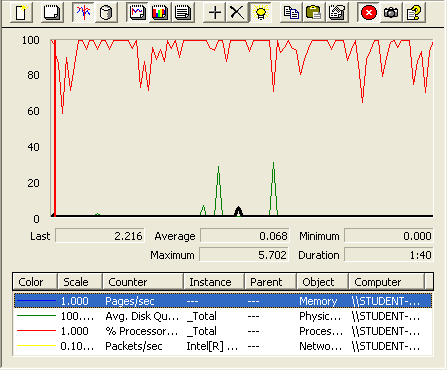 100
80
60
40
20
0
Last 2.216 Average 0.068 Minimum 0.000
Maximum 5.702 Duration 1:40
Color Scale Counter Instance Parent Object Computer
1.000 Pages/sec --- --- Memory \\STUDENT-...
100.... Avg. Disk Qu... _Total --- Physic... \\STUDENT-...
1.000 % Processor... _Total --- Proces... \\STUDENT-...
0.10... Packets/sec Intel[R] ... --- Netwo... \\STUDENT-...